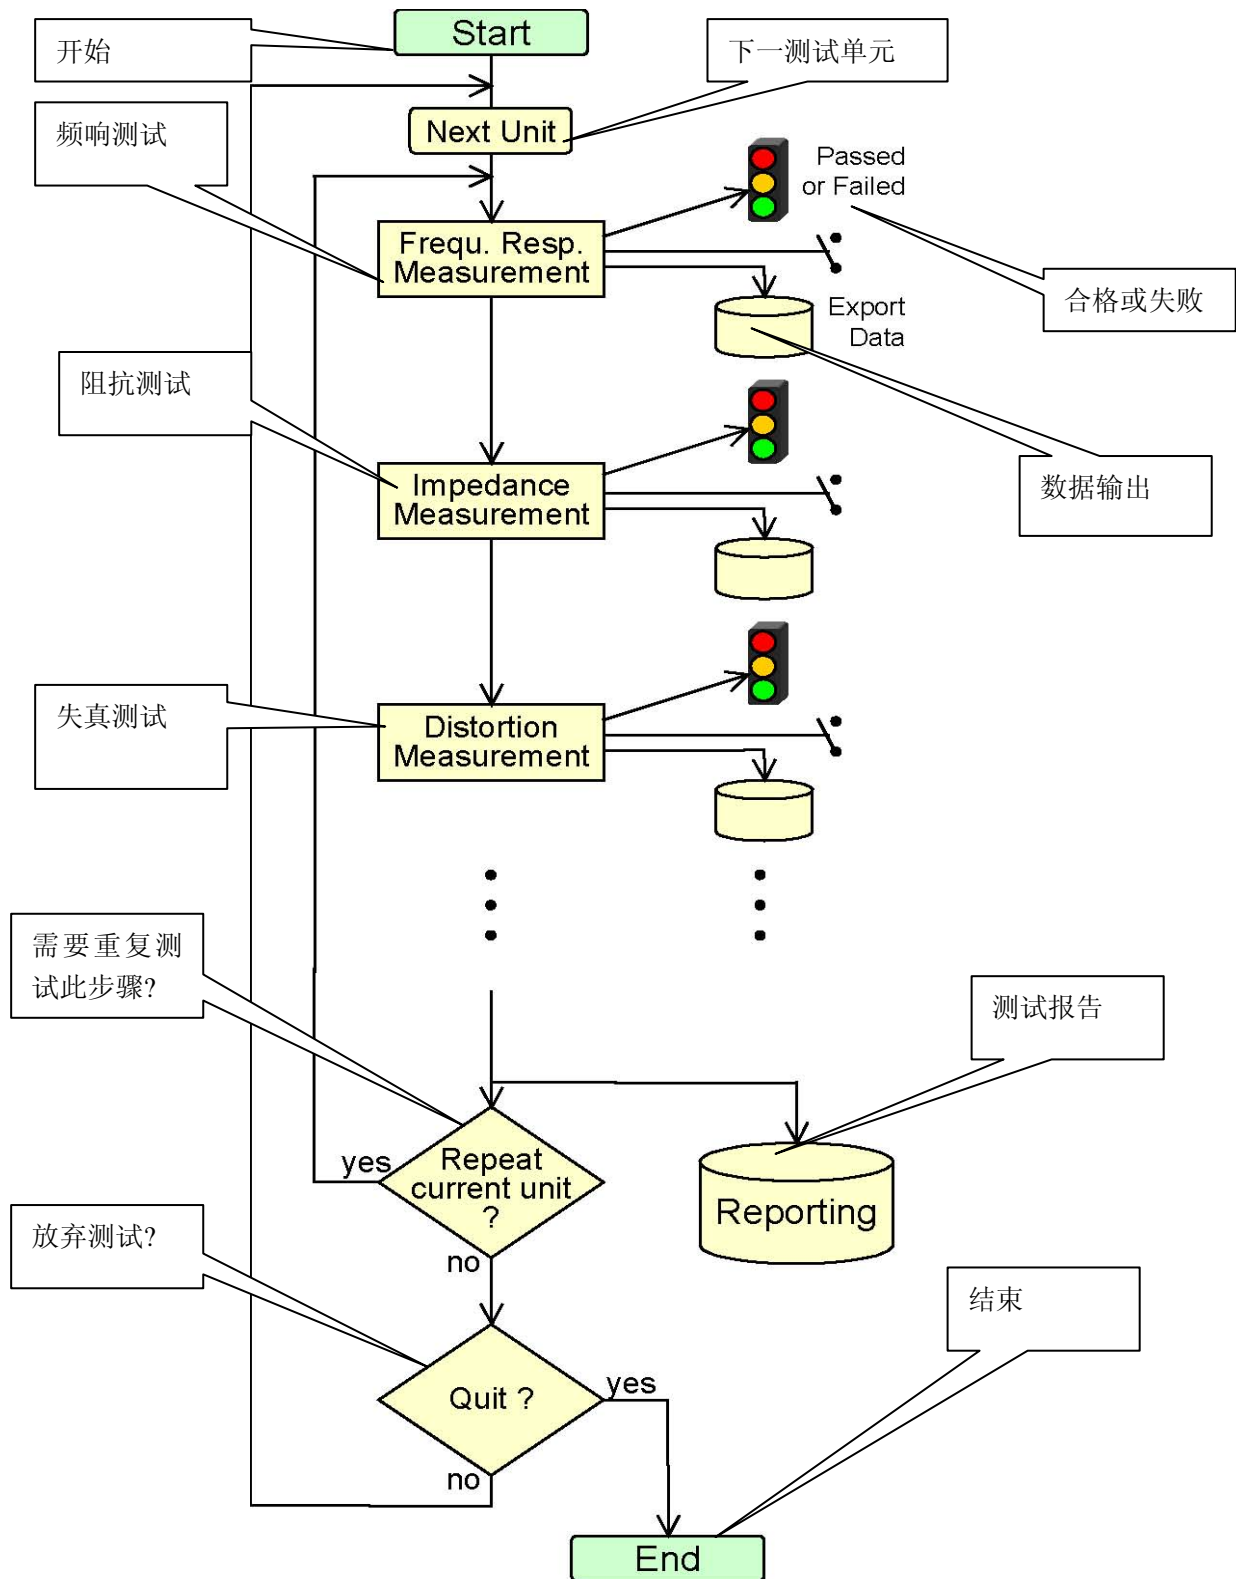 Start
开始
下一测试单元
Next Unit
频响测试
Passed
or Failed
Frequ. Resp.
Measurement
合格或失败
Export
Data
阻抗测试
Impedance
Measurement
数据输出
失真测试
Distortion
Measurement
需要重复测
试此步骤?
测试报告
yes
Repeat
current unit
?
Reporting
no
放弃测试?
结束
Quit ?
yes
no
End